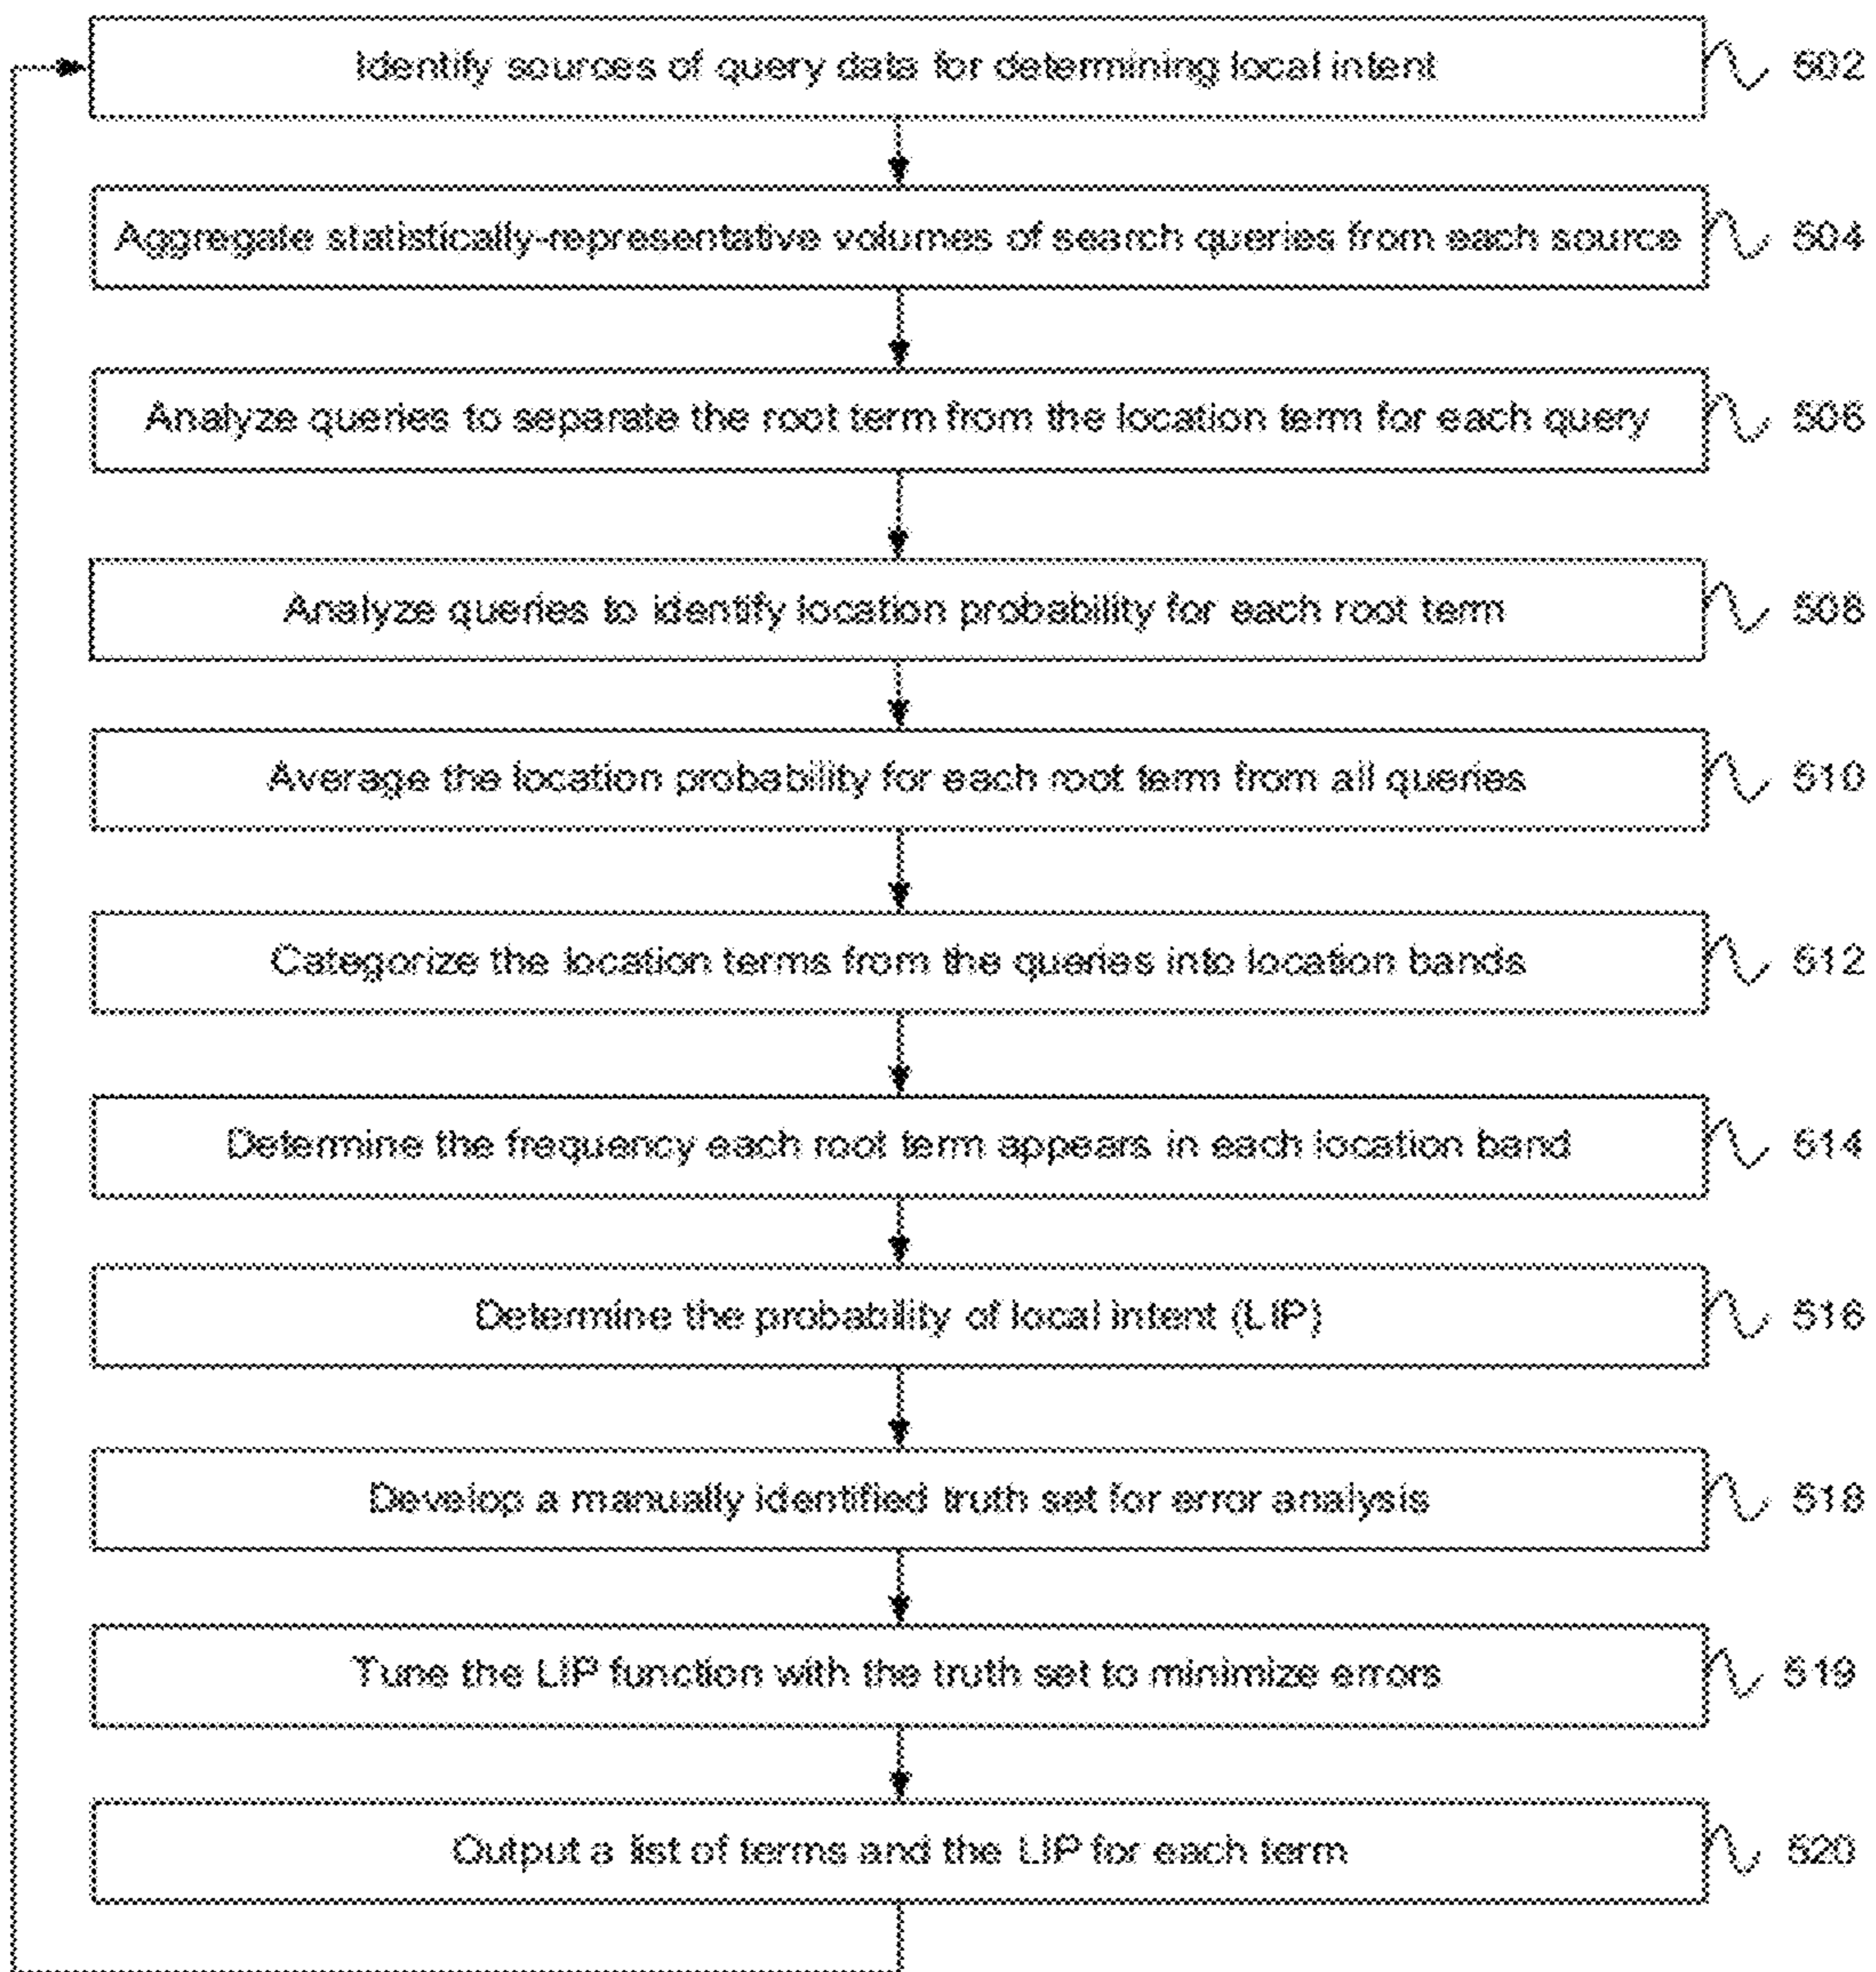 Identify sources of query data for determining local intent 502
Aggregate statistically-representative volumes of search queries from each source 504
Analyze queries to separate the root term from the location term for each query 506
Analyze queries to identify location probability for each root term 508
Average the location probability for each root term from all queries 510
Categorize the location terms from the queries into location bands 512
Determine the frequency each root term appears in each location band 514
Determine the probability of local intent (LIP) 516
Develop a manually identified truth set for error analysis 518
Tune the LIP function with the truth set to minimize errors 519
Output a list of terms and the LIP for each term 520